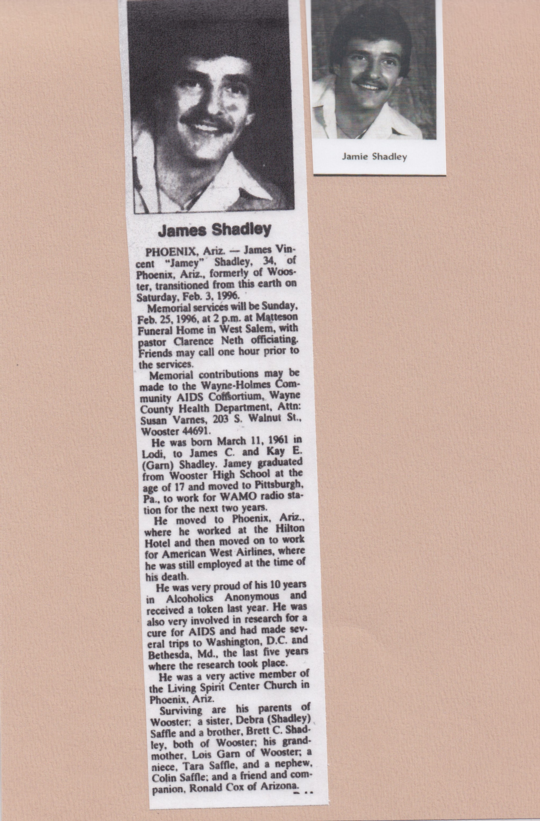 Jamie Shadley
James Shadley
PHOENIX, Ariz. — James Vin-
cent "Jamey" Shadley, 34, of
Phoenix, Ariz., formerly of Woos-
ter, transitioned from this earth on
Saturday, Feb. 3, 1996.
Memorial services will be Sunday,
Feb. 25, 1996, at 2 p.m. at Matteson
Funeral Home in West Salem, with
pastor Clarence Neth officiating.
Friends may call one hour prior to
the services.
Memorial contributions may be
made to the Wayne-Holmes Com-
munity AIDS Consortium, Wayne
County Health Department, Attn:
Susan Varnes, 203 S. Walnut St.,
Wooster 44691.
He was born March 11, 1961 in
Lodi, to James C. and Kay E.
(Garn) Shadley. Jamey graduated
from Wooster High School at the
age of 17 and moved to Pittsburgh,
Pa., to work for WAMO radio sta-
tion for the next two years.
He moved to Phoenix, Ariz.,
where he worked at the Hilton
Hotel and then moved on to work
for American West Airlines, where
he was still employed at the time of
his death.
He was very proud of his 10 years
in Alcoholics Anonymous and
received a token last year. He was
also very involved in research for a
cure for AIDS and had made sev-
eral trips to Washington, D.C. and
Bethesda, Md., the last five years
where the research took place.
He was a very active member of
the Living Spirit Center Church in
Phoenix, Ariz.
Surviving are his parents of
Wooster; a sister, Debra (Shadley)
Saffle and a brother, Brett C. Shad-
ley, both of Wooster; his grand-
mother, Lois Garn of Wooster; a
niece, Tara Saffle, and a nephew,
Colin Saffle; and a friend and com-
panion, Ronald Cox of Arizona.